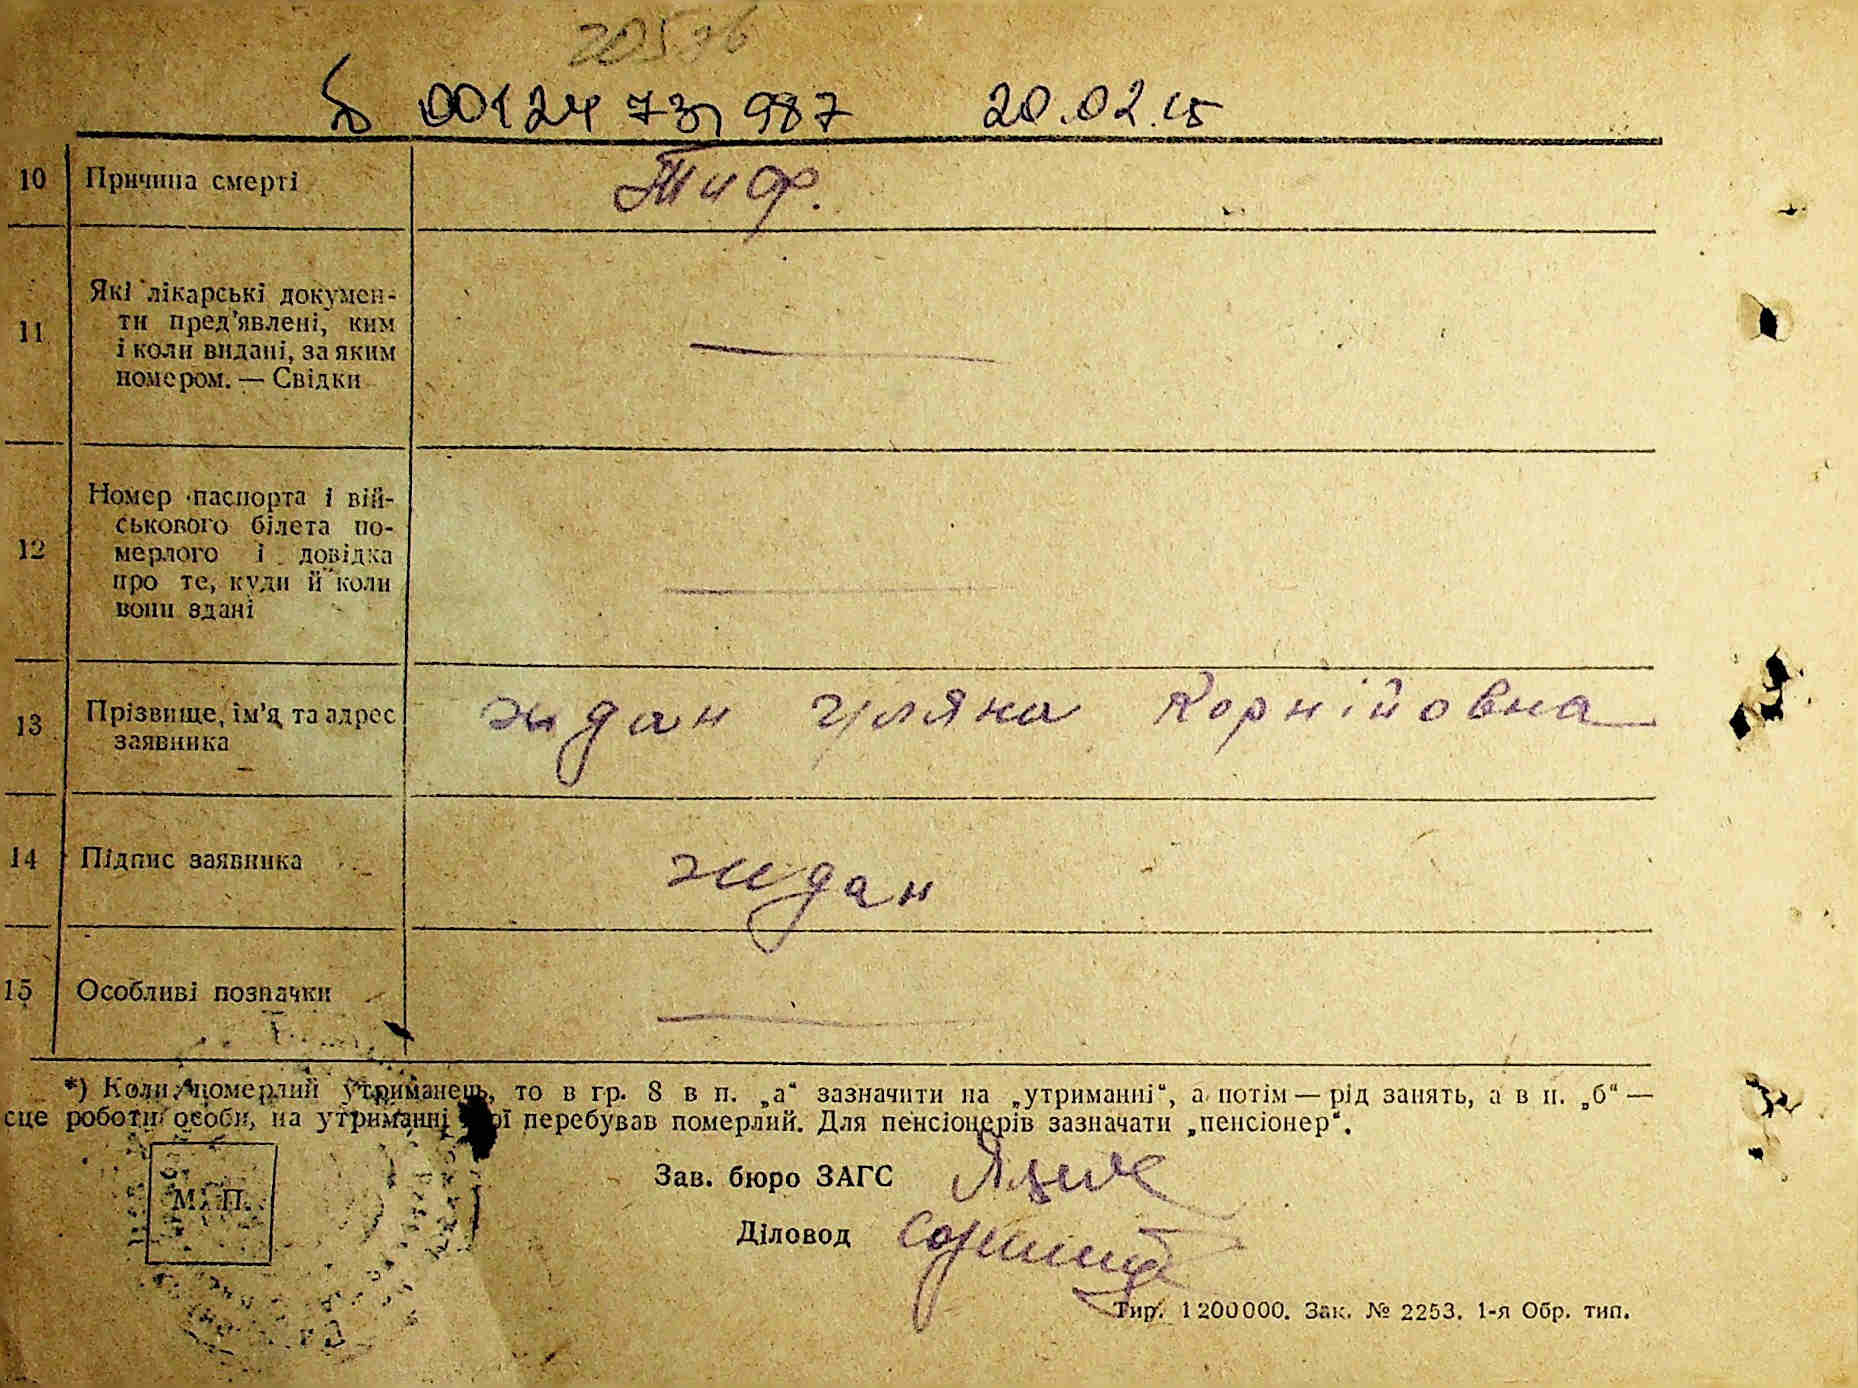 20536
00124731987 20.02.15
10 Причина смерті Тиф.
11 Які лікарські докумен-
ти пред'явлені, ким
і коли видані, за яким
номером. — Свідки
12 Номер паспорта і вій-
ськового білета по-
мерлого і довідка
про те, куди й коли
вони здані
13 Прізвище, ім'я та адрес
заявника
жидан Уляна Корнійовна
14 Підпис заявника жидан
15 Особливі позначки
*) Коли померлий утриманець, то в гр. 8 в п. „а“ зазначити на „утриманні“, а потім — рід занять, а в п. „б“ —
сце роботи особи, на утриманні якої перебував померлий. Для пенсіонерів зазначати „пенсіонер“.
М. П.
Зав. бюро ЗАГС
Діловод
Тир. 1200000. Зак. № 2253. 1-я Обр. тип.